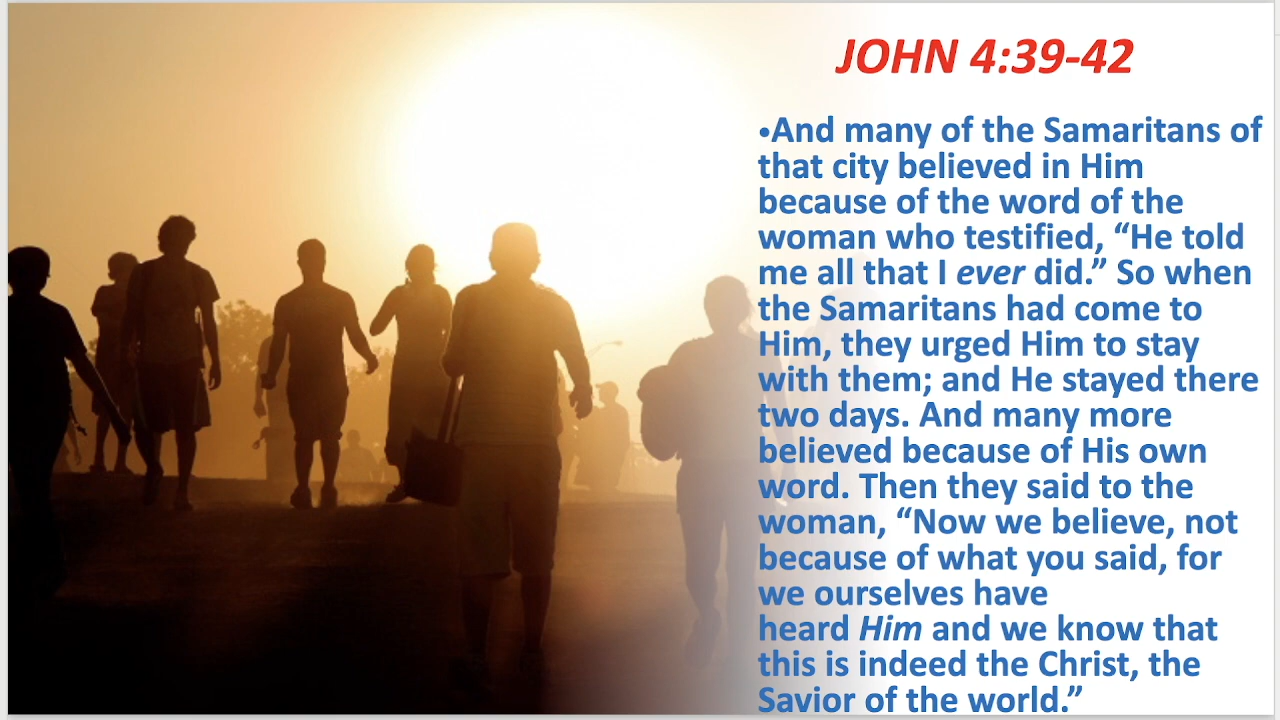 JOHN 4:39-42
•And many of the Samaritans of
that city believed in Him
because of the word of the
woman who testified, “He told
me all that I ever did.” So when
the Samaritans had come to
Him, they urged Him to stay
with them; and He stayed there
two days. And many more
believed because of His own
word. Then they said to the
woman, “Now we believe, not
because of what you said, for
we ourselves have
heard Him and we know that
this is indeed the Christ, the
Savior of the world.”